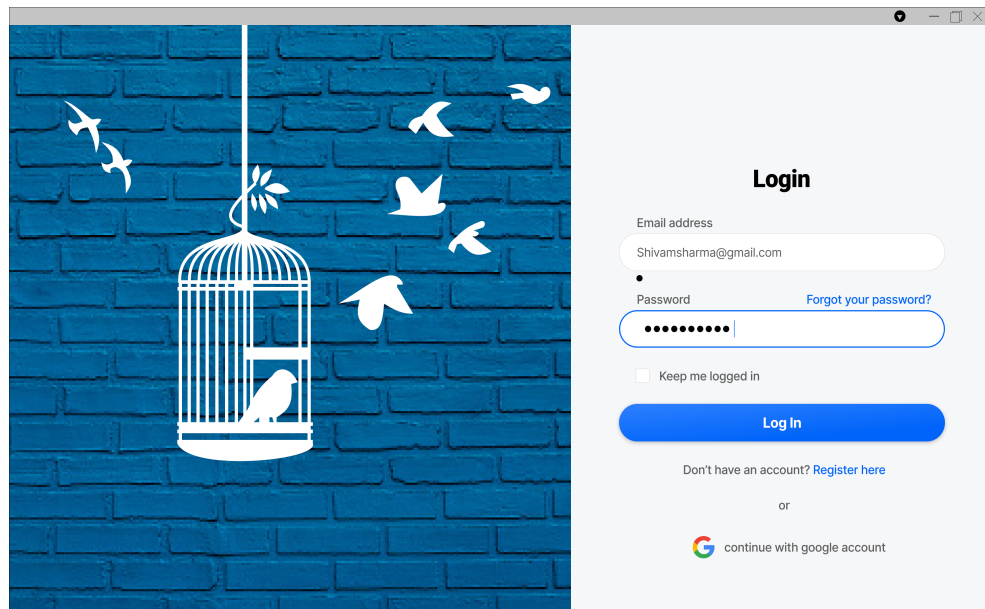 Login
Email address
Shivamsharma@gmail.com
Password
Forgot your password?
••••••••••
Keep me logged in
Log In
Don't have an account? Register here
or
continue with google account